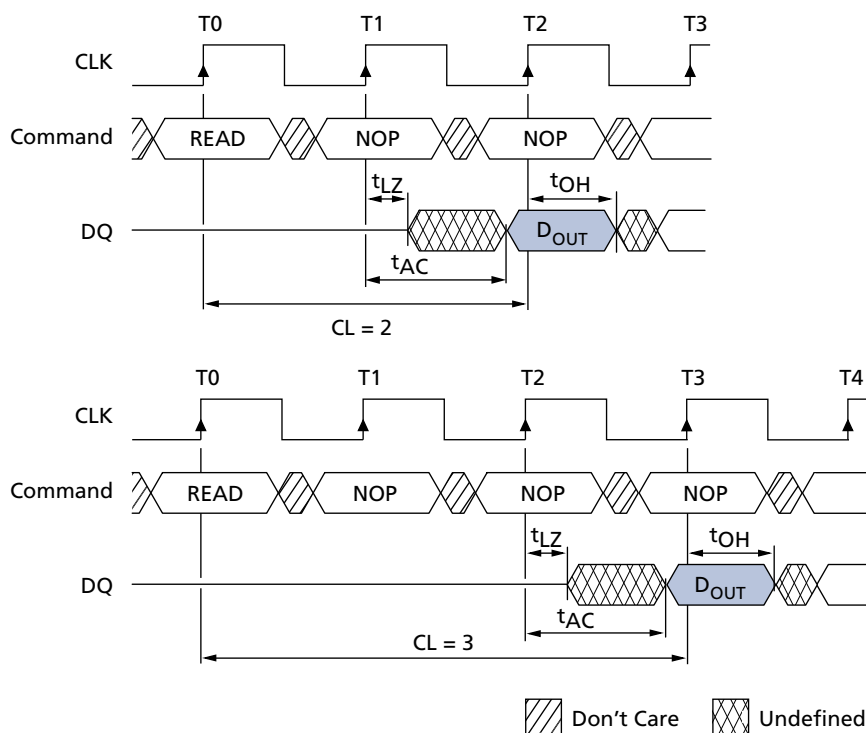 T0 T1 T2 T3
CLK
Command READ NOP NOP
tLZ tOH
DQ DOUT
tAC
CL = 2
T0 T1 T2 T3 T4
CLK
Command READ NOP NOP NOP
tLZ tOH
DQ DOUT
tAC
CL = 3
Don't Care Undefined